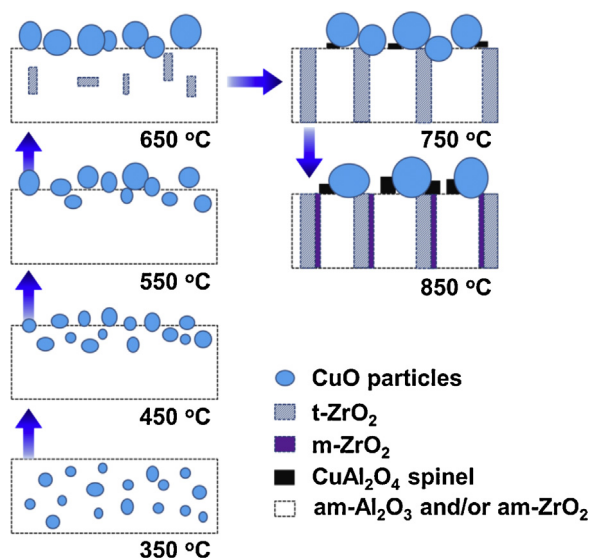 650 °C
750 °C
550 °C
850 °C
450 °C
350 °C
CuO particles
t-ZrO₂
m-ZrO₂
CuAl₂O₄ spinel
am-Al₂O₃ and/or am-ZrO₂